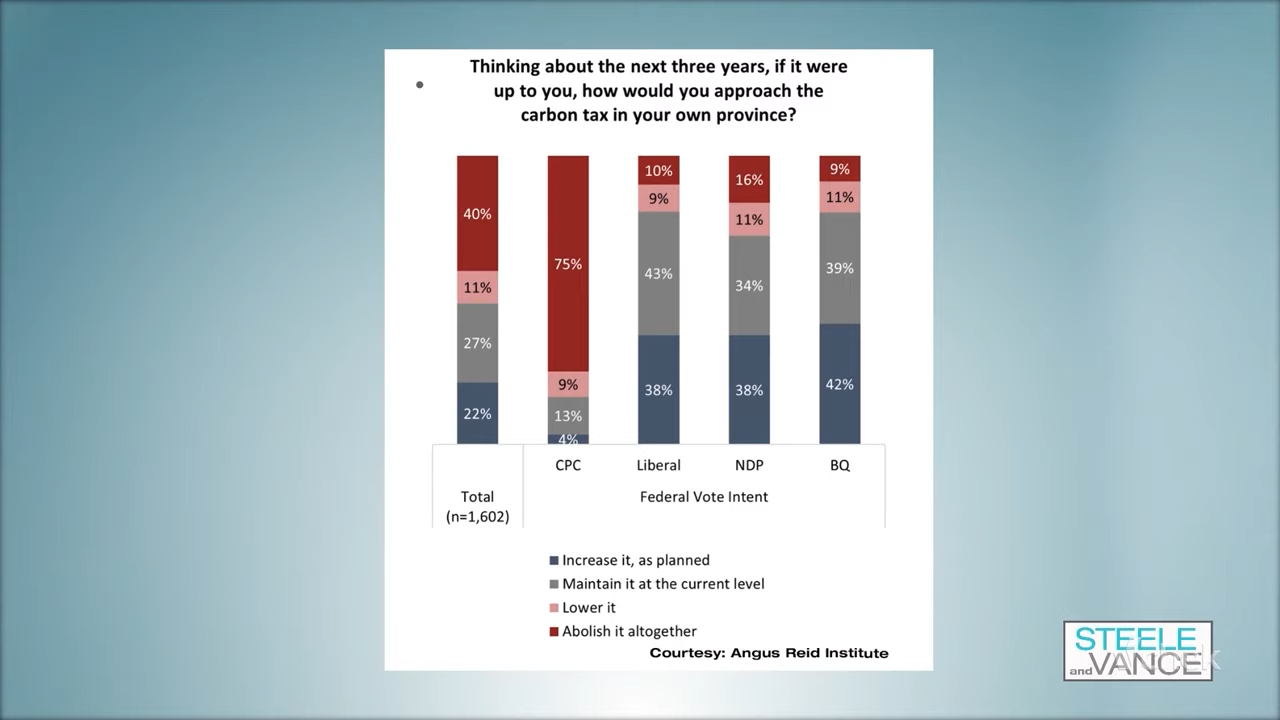 Thinking about the next three years, if it were
up to you, how would you approach the
carbon tax in your own province?
40% 75% 10% 16% 9%
11% 9% 9% 11% 11%
27% 13% 43% 34% 39%
22% 4% 38% 38% 42%
CPC Liberal NDP BQ
Total Federal Vote Intent
(n=1,602)
Increase it, as planned
Maintain it at the current level
Lower it
Abolish it altogether
Courtesy: Angus Reid Institute
STEELE
and VANCE